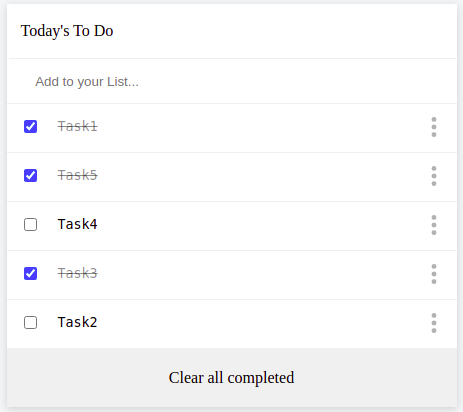 Today's To Do
Add to your List...
Task1
Task5
Task4
Task3
Task2
Clear all completed